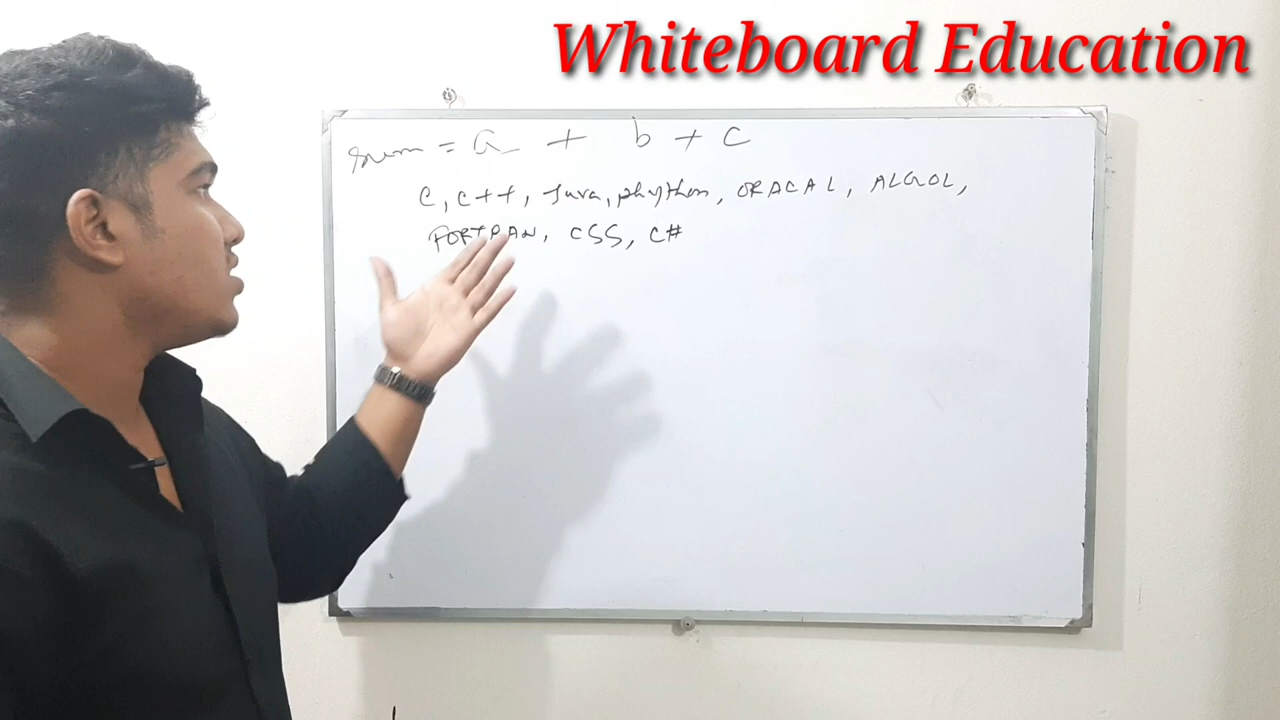 Whiteboard Education
sum = a + b + c
C, C++, Java, phython, ORACAL, ALGOL,
FORTRAN, CSS, C#